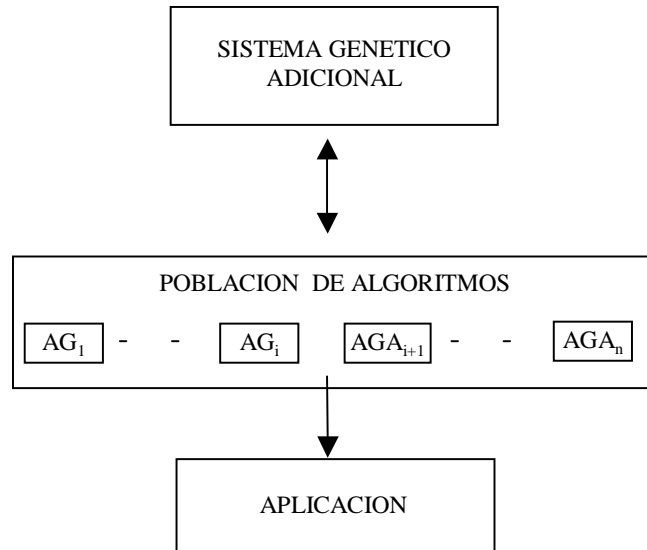 SISTEMA GENETICO
ADICIONAL
POBLACION DE ALGORITMOS
AG₁ - - AGᵢ AGAᵢ₊₁ - - AGAₙ
APLICACION